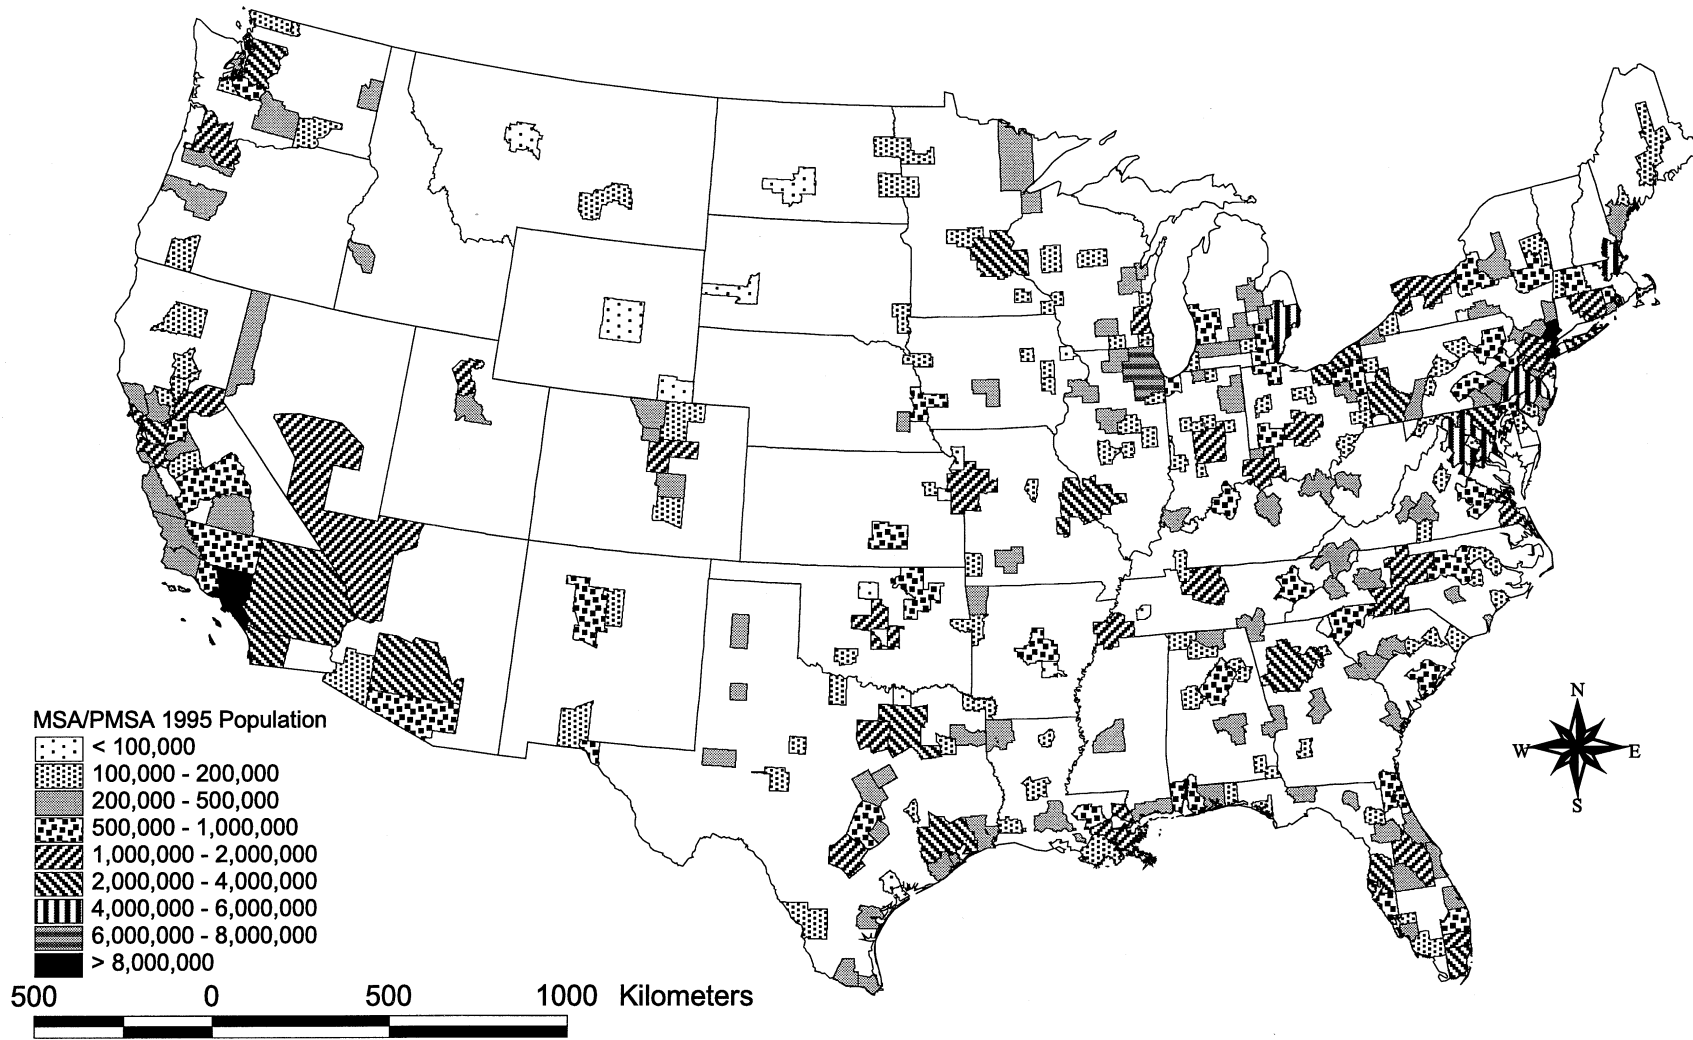 N
W E
S
MSA/PMSA 1995 Population
< 100,000
100,000 - 200,000
200,000 - 500,000
500,000 - 1,000,000
1,000,000 - 2,000,000
2,000,000 - 4,000,000
4,000,000 - 6,000,000
6,000,000 - 8,000,000
> 8,000,000
500 0 500 1000 Kilometers